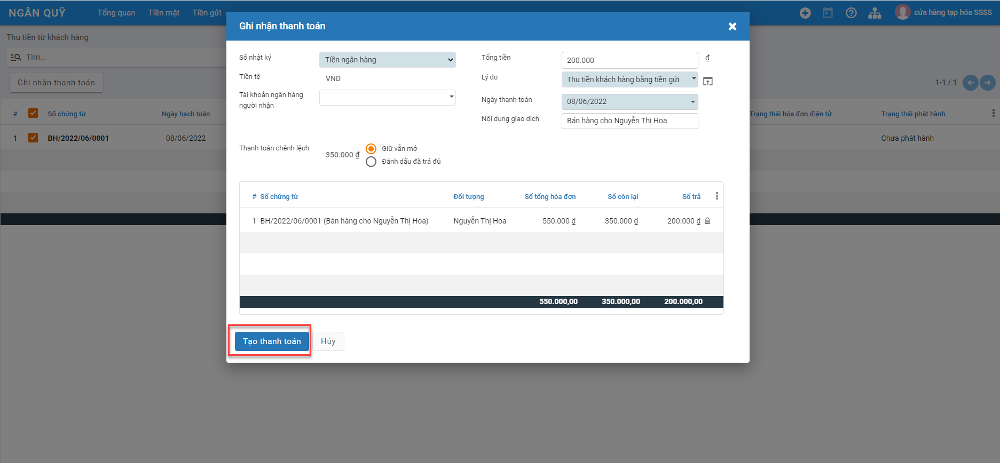 NGÂN QUỸ
Tổng quan
Tiền mặt
Tiền gửi
cửa hàng tạp hóa SSSS
Thu tiền từ khách hàng
Tìm...
Ghi nhận thanh toán
1-1 / 1
# Số chứng từ Ngày hạch toán Trạng thái hóa đơn điện tử Trạng thái phát hành
1 BH/2022/06/0001 08/06/2022 Chưa phát hành
Ghi nhận thanh toán
Sổ nhật ký Tiền ngân hàng
Tiền tệ VND
Tài khoản ngân hàng
người nhận
Tổng tiền 200.000 ₫
Lý do Thu tiền khách hàng bằng tiền gửi
Ngày thanh toán 08/06/2022
Nội dung giao dịch Bán hàng cho Nguyễn Thị Hoa
Thanh toán chênh lệch 350.000 ₫
Giữ vẫn mở
Đánh dấu đã trả đủ
# Số chứng từ Đối tượng Số tổng hóa đơn Số còn lại Số trả
1 BH/2022/06/0001 (Bán hàng cho Nguyễn Thị Hoa) Nguyễn Thị Hoa 550.000 ₫ 350.000 ₫ 200.000 ₫
550.000,00 350.000,00 200.000,00
Tạo thanh toán
Hủy